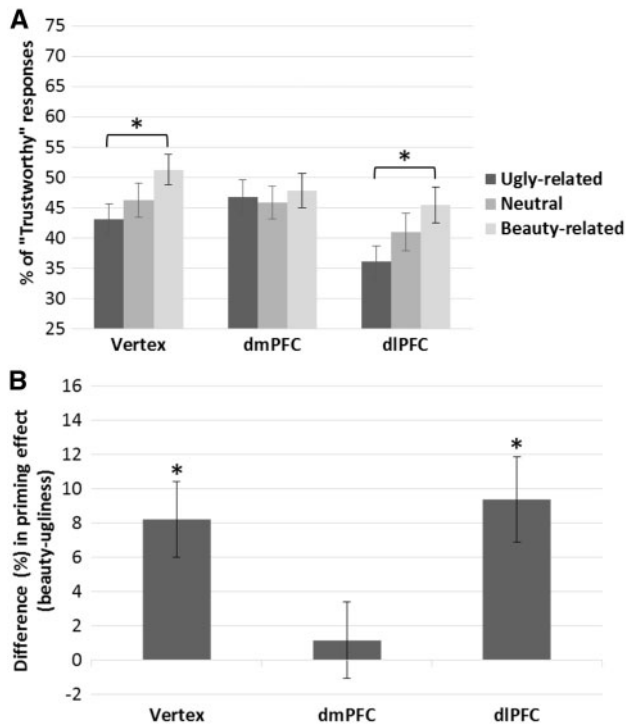 A
75
70
65
60
55
50
45
40
35
30
25
% of "Trustworthy" responses
*
*
Vertex
dmPFC
dlPFC
Ugly-related
Neutral
Beauty-related
B
16
14
12
10
8
6
4
2
0
-2
Difference (%) in priming effect
(beauty-ugliness)
*
*
Vertex
dmPFC
dlPFC